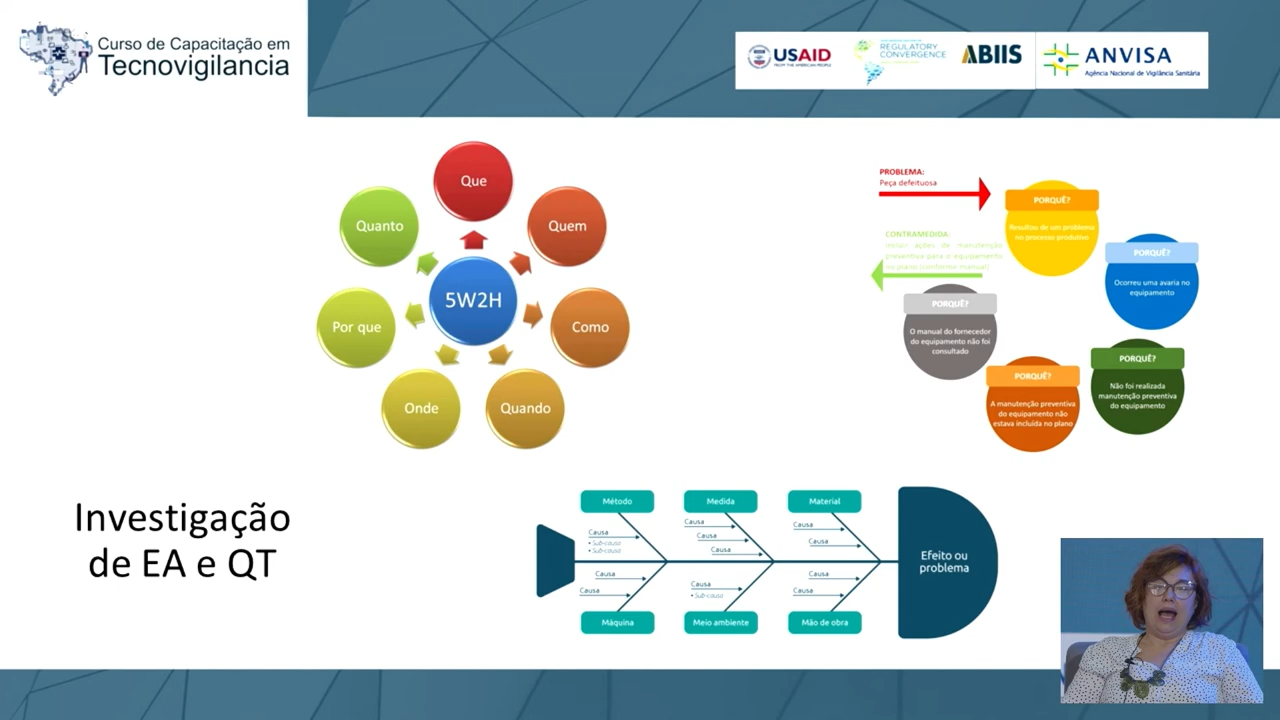 Curso de Capacitação em
Tecnovigilancia
USAID
FROM THE AMERICAN PEOPLE
REGULATORY
CONVERGENCE
ABIIS
ANVISA
Agência Nacional de Vigilância Sanitária
Que
Quanto
Quem
5W2H
Por que
Como
Onde
Quando
PROBLEMA:
Peça defeituosa
PORQUÊ?
Resultou de um problema
no processo produtivo
PORQUÊ?
Ocorreu uma avaria no
equipamento
PORQUÊ?
Não foi realizada
manutenção preventiva
do equipamento
PORQUÊ?
A manutenção preventiva
do equipamento não
estava incluída no plano
PORQUÊ?
O manual do fornecedor
do equipamento não foi
consultado
CONTRAMEDIDA:
Incluir ações de manutenção
preventiva para o equipamento
no plano (conforme manual)
Investigação
de EA e QT
Método
Medida
Material
Causa
• Sub-causa
• Sub-causa
Causa
Causa
Causa
Causa
Causa
Causa
Causa
Causa
• Sub-causa
Causa
Causa
Máquina
Meio ambiente
Mão de obra
Efeito ou
problema